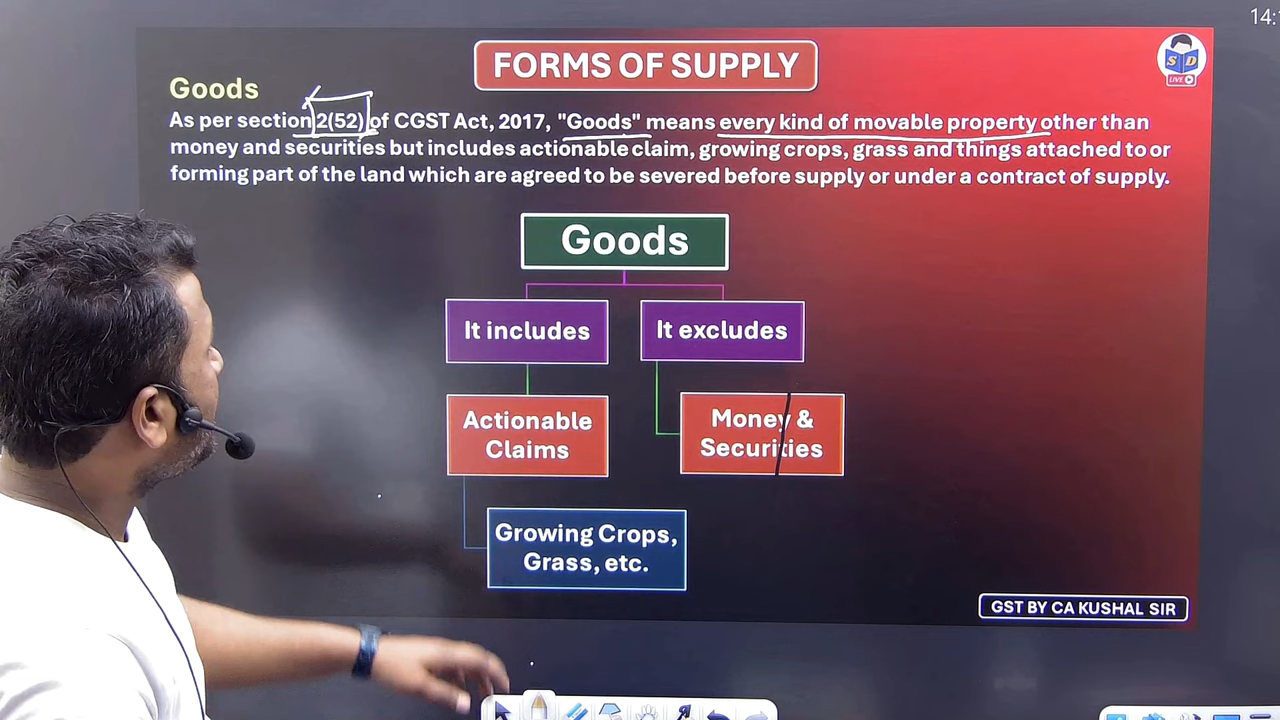 14:
FORMS OF SUPPLY
S D
LIVE
Goods
As per section 2(52) of CGST Act, 2017, "Goods" means every kind of movable property other than
money and securities but includes actionable claim, growing crops, grass and things attached to or
forming part of the land which are agreed to be severed before supply or under a contract of supply.
Goods
It includes
It excludes
Actionable
Claims
Money &
Securities
Growing Crops,
Grass, etc.
GST BY CA KUSHAL SIR